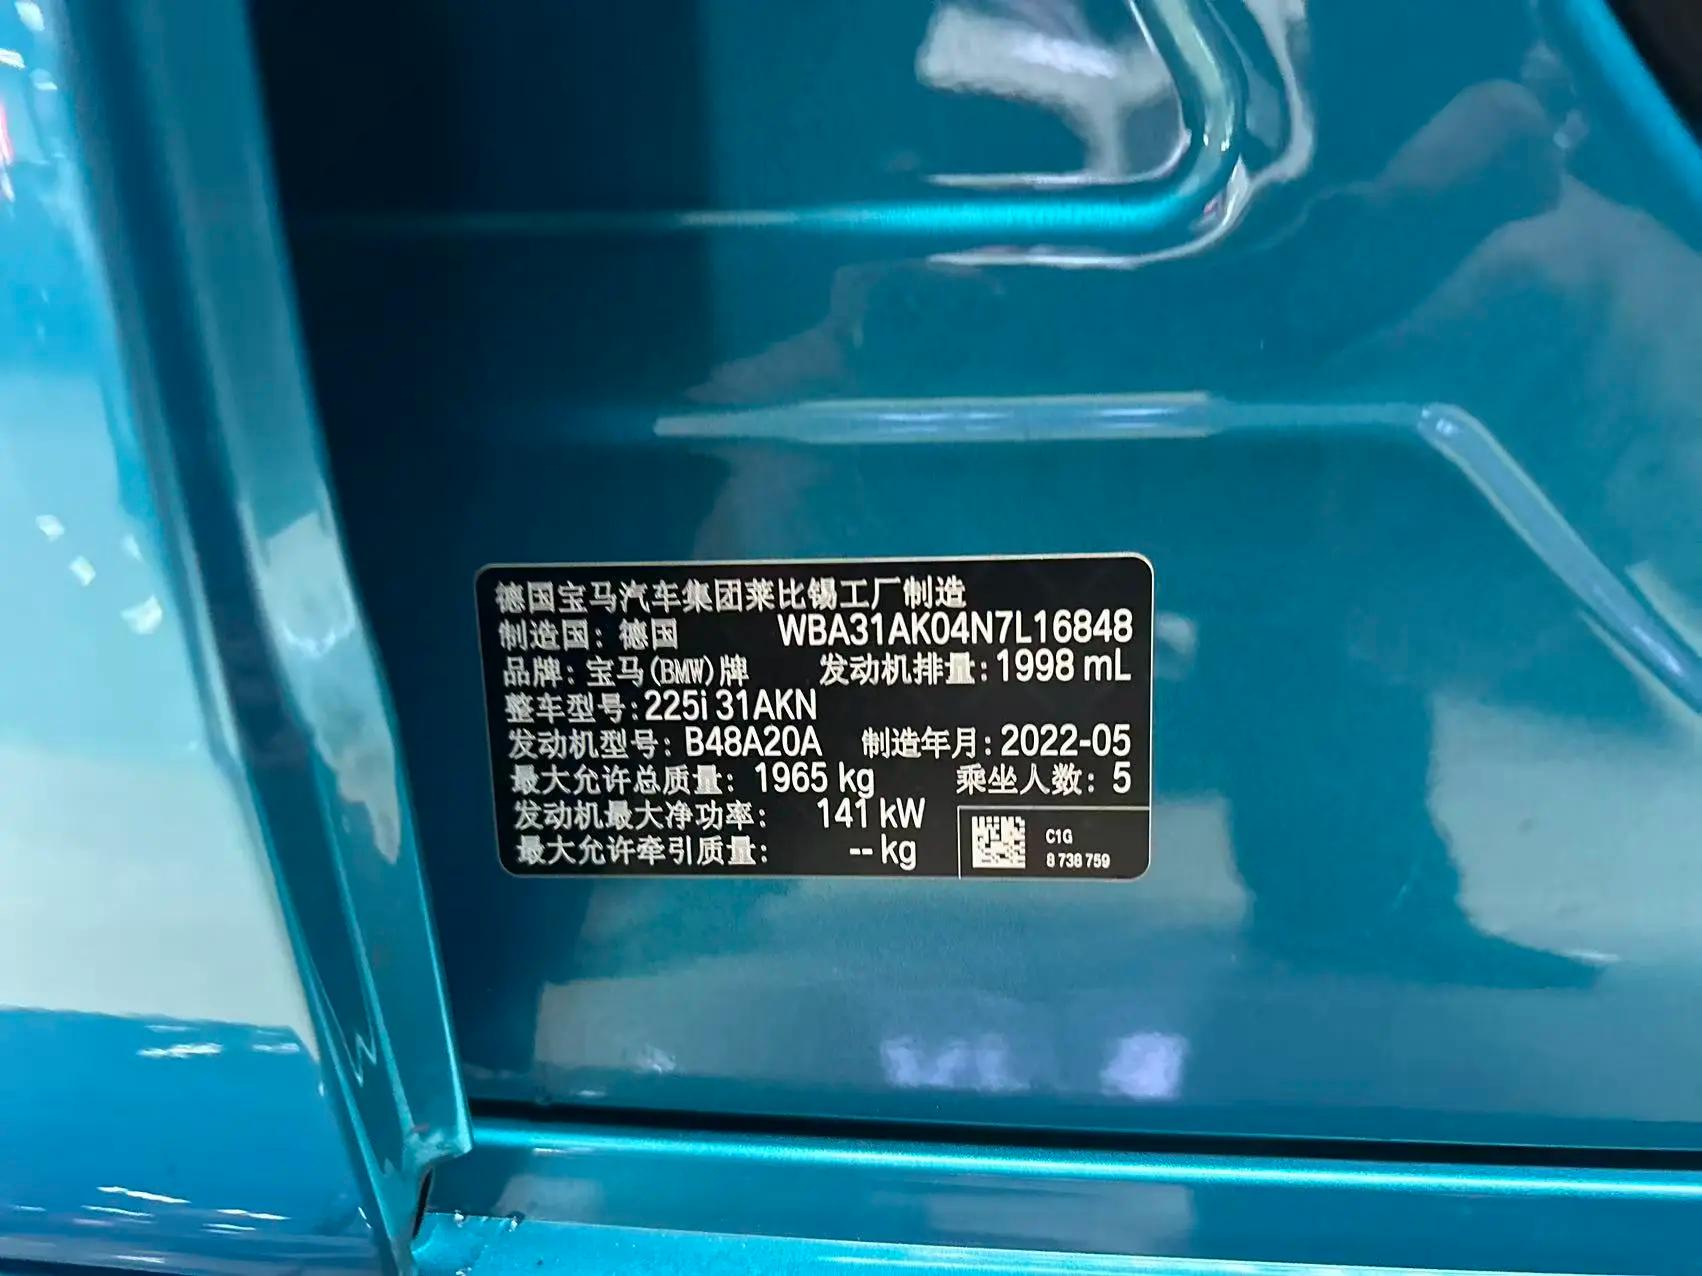 德国宝马汽车集团莱比锡工厂制造
制造国：德国 WBA31AK04N7L16848
品牌：宝马(BMW)牌 发动机排量：1998 mL
整车型号：225i 31AKN
发动机型号：B48A20A 制造年月：2022-05
最大允许总质量：1965 kg 乘坐人数：5
发动机最大净功率：141 kW
最大允许牵引质量：-- kg
C1G
8 738 759